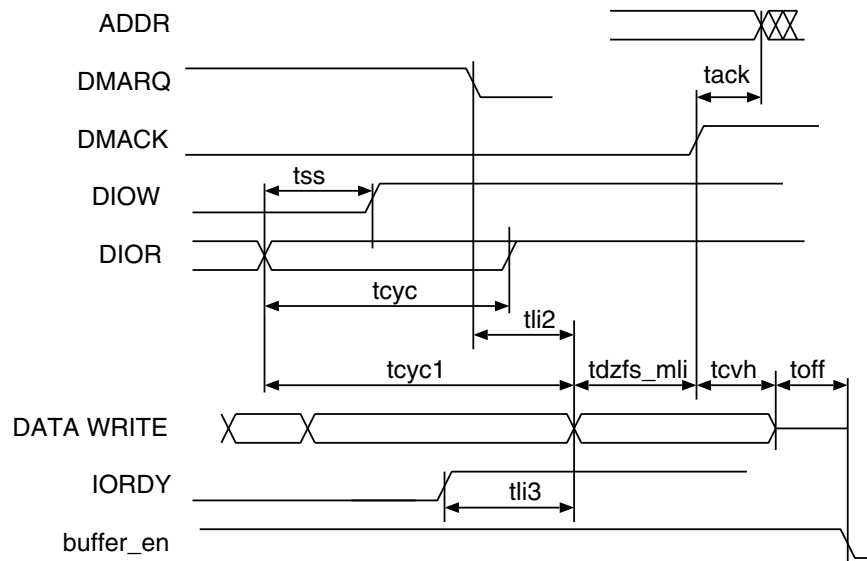 ADDR
DMARQ
tack
DMACK
tss
DIOW
DIOR
tcyc
tli2
tcyc1
tdzfs_mli
tcvh
toff
DATA WRITE
IORDY
tli3
buffer_en